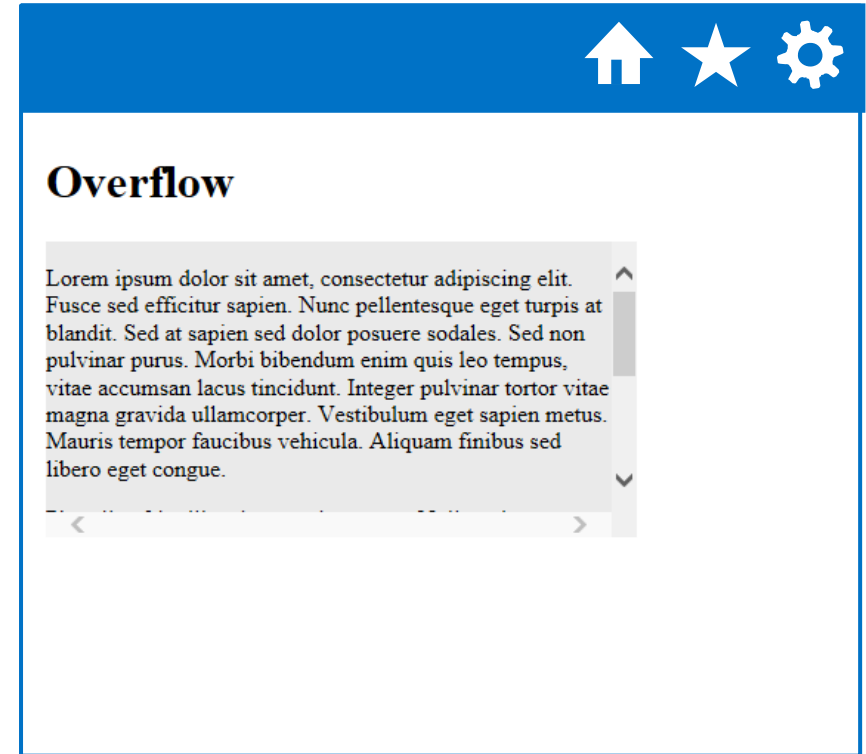 Overflow
Lorem ipsum dolor sit amet, consectetur adipiscing elit.
Fusce sed efficitur sapien. Nunc pellentesque eget turpis at
blandit. Sed at sapien sed dolor posuere sodales. Sed non
pulvinar purus. Morbi bibendum enim quis leo tempus,
vitae accumsan lacus tincidunt. Integer pulvinar tortor vitae
magna gravida ullamcorper. Vestibulum eget sapien metus.
Mauris tempor faucibus vehicula. Aliquam finibus sed
libero eget congue.